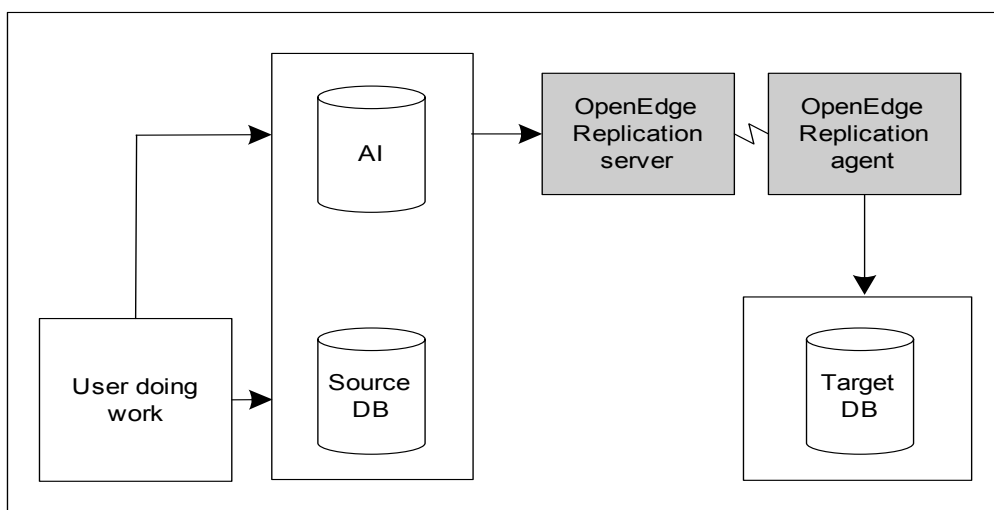 OpenEdge
Replication
server
OpenEdge
Replication
agent
AI
User doing
work
Source
DB
Target
DB